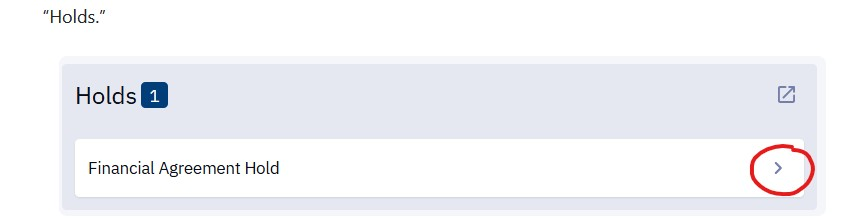 “Holds.”
Holds 1
Financial Agreement Hold